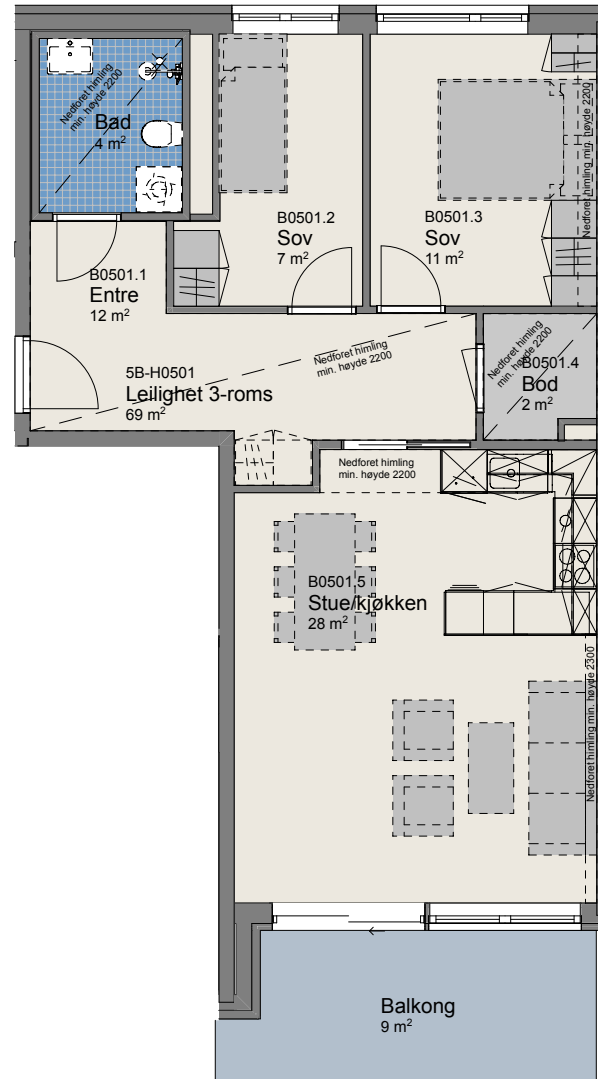 Nedforet himling
min. høyde 2200
Bad
4 m²
B0501.2
Sov
7 m²
B0501.3
Sov
11 m²
Nedforet himling min. høyde 2200
B0501.1
Entre
12 m²
5B-H0501
Leilighet 3-roms
69 m²
Nedforet himling
min. høyde 2200
Nedforet himling
min. høyde 2200
B0501.4
Bod
2 m²
Nedforet himling
min. høyde 2200
B0501.5
Stue/kjøkken
28 m²
Nedforet himling min. høyde 2300
Balkong
9 m²